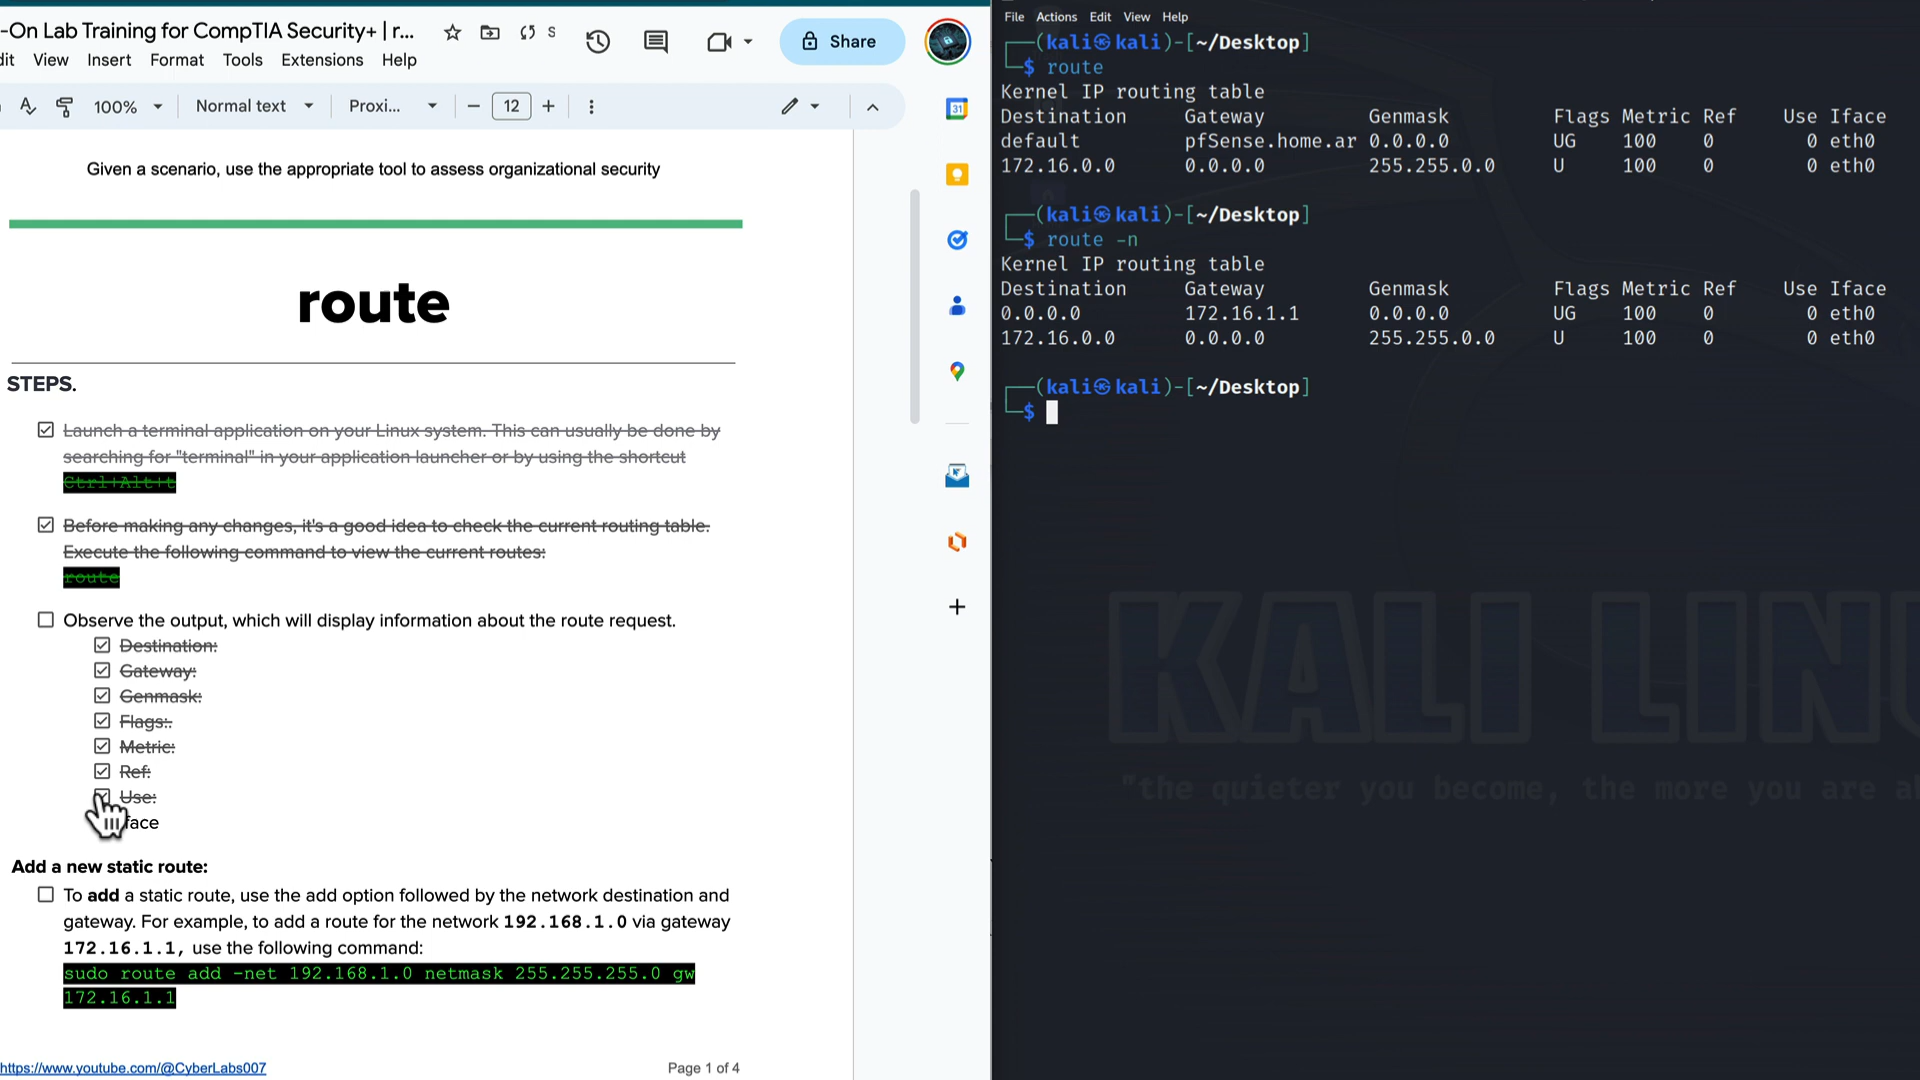 -On Lab Training for CompTIA Security+ | r...
S
Share
dit View Insert Format Tools Extensions Help
100% Normal text Proxi... − 12 +
31
Given a scenario, use the appropriate tool to assess organizational security
route
STEPS.
Launch a terminal application on your Linux system. This can usually be done by
searching for "terminal" in your application launcher or by using the shortcut
Ctrl+Alt+t
Before making any changes, it's a good idea to check the current routing table.
Execute the following command to view the current routes:
route
Observe the output, which will display information about the route request.
Destination:
Gateway:
Genmask:
Flags:.
Metric:
Ref:
Use:
face
Add a new static route:
To add a static route, use the add option followed by the network destination and
gateway. For example, to add a route for the network 192.168.1.0 via gateway
172.16.1.1, use the following command:
sudo route add -net 192.168.1.0 netmask 255.255.255.0 gw
172.16.1.1
https://www.youtube.com/@CyberLabs007
Page 1 of 4
File Actions Edit View Help
(kali㉿kali)-[~/Desktop]
$ route
Kernel IP routing table
Destination Gateway Genmask Flags Metric Ref Use Iface
default pfSense.home.ar 0.0.0.0 UG 100 0 0 eth0
172.16.0.0 0.0.0.0 255.255.0.0 U 100 0 0 eth0
(kali㉿kali)-[~/Desktop]
$ route -n
Kernel IP routing table
Destination Gateway Genmask Flags Metric Ref Use Iface
0.0.0.0 172.16.1.1 0.0.0.0 UG 100 0 0 eth0
172.16.0.0 0.0.0.0 255.255.0.0 U 100 0 0 eth0
(kali㉿kali)-[~/Desktop]
$
KALI LINU
"the quieter you become, the more you are a